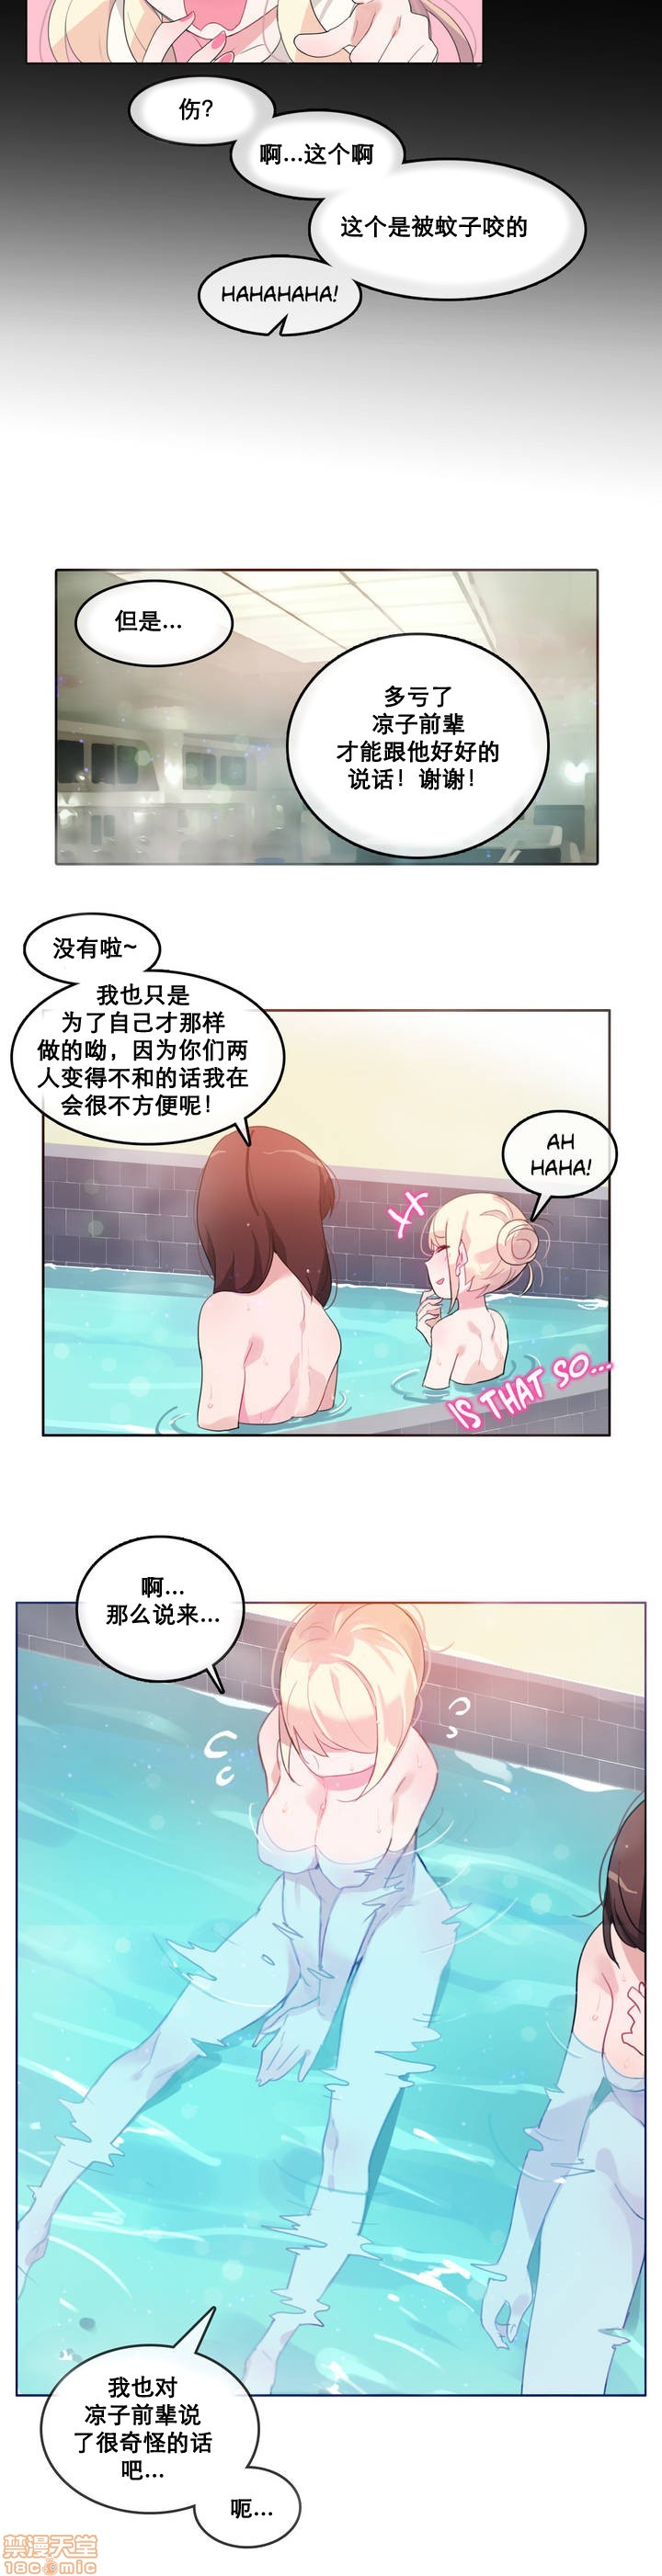 伤?
啊...这个啊
这个是被蚊子咬的
HAHAHAHA!
但是...
多亏了
凉子前辈
才能跟他好好的
说话！谢谢！
没有啦~
我也只是
为了自己才那样
做的呦，因为你们两
人变得不和的话我在
会很不方便呢！
AH
HAHA!
IS THAT SO...
啊...
那么说来...
我也对
凉子前辈说
了很奇怪的话
吧...
呃...
禁漫天堂
18comic